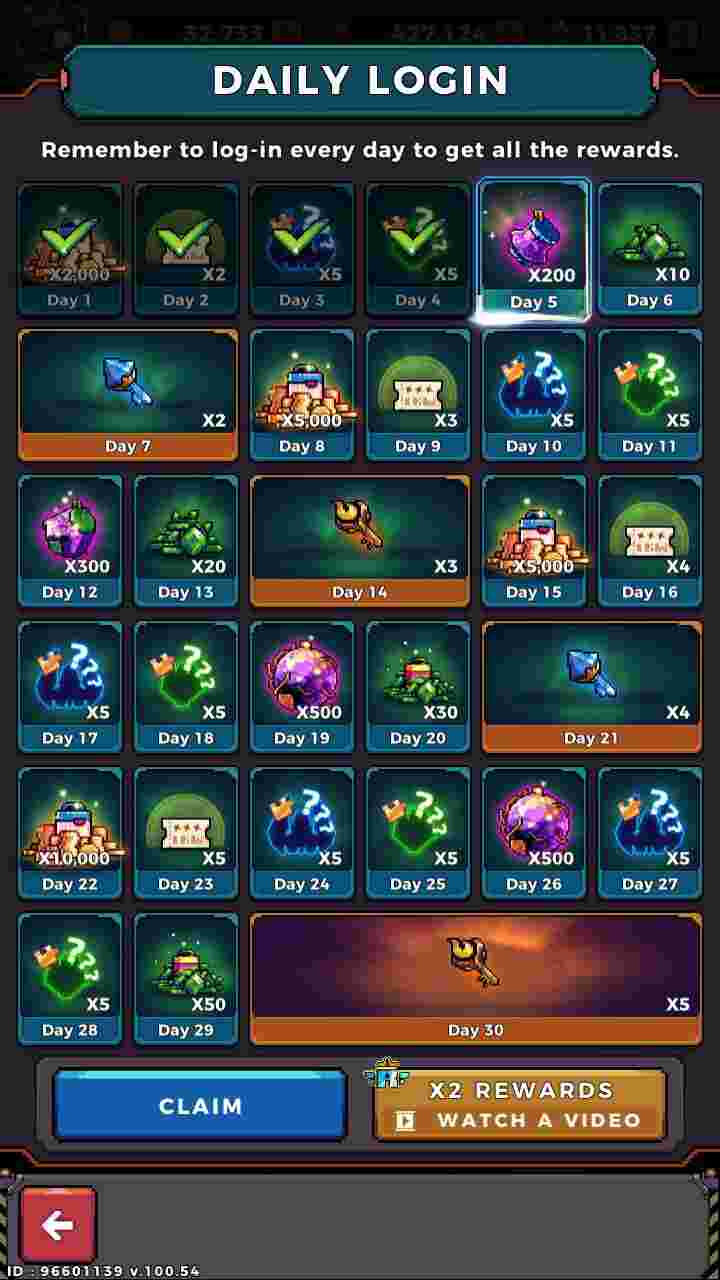 32,733 427,124 11,337
DAILY LOGIN
Remember to log-in every day to get all the rewards.
X2,000 X2 X5 X5 X200 X10
Day 1 Day 2 Day 3 Day 4 Day 5 Day 6
X2 X5,000 X3 X5 X5
Day 7 Day 8 Day 9 Day 10 Day 11
X300 X20 X3 X5,000 X4
Day 12 Day 13 Day 14 Day 15 Day 16
X5 X5 X500 X30 X4
Day 17 Day 18 Day 19 Day 20 Day 21
X10,000 X5 X5 X5 X500 X5
Day 22 Day 23 Day 24 Day 25 Day 26 Day 27
X5 X50 X5
Day 28 Day 29 Day 30
CLAIM
X2 REWARDS
WATCH A VIDEO
ID : 96601139 v.100.54